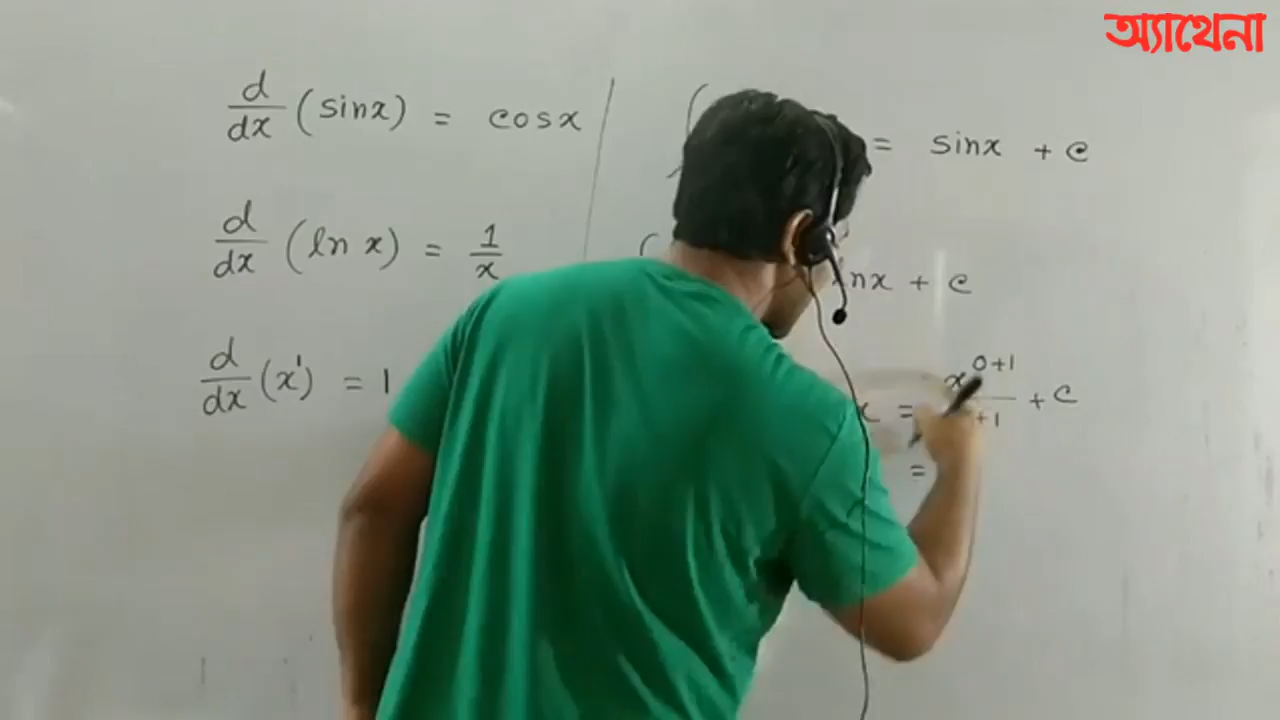 অ্যাথেনা
d/dx (sinx) = cosx
= sinx + c
d/dx (ln x) = 1/x
lnx + c
d/dx (x¹) = 1
x = x^(0+1)/+1 + c
=